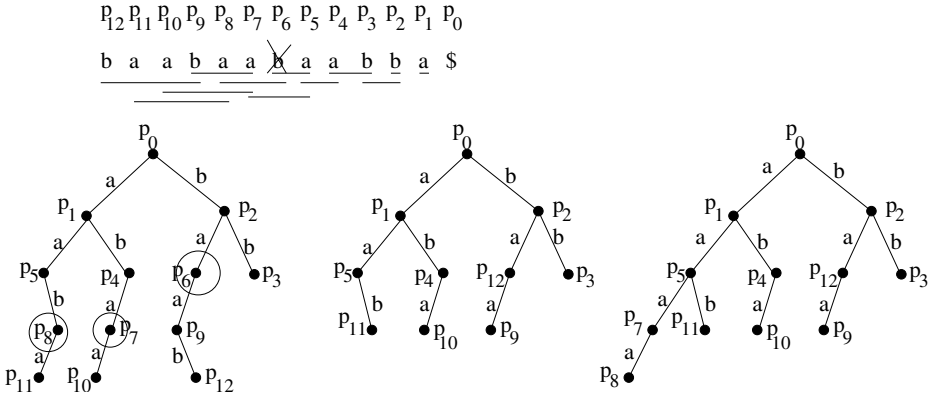 p12 p11 p10 p9 p8 p7 p6 p5 p4 p3 p2 p1 p0
b a a b a a b a a b b a $
p0 p0 p0
a b a b a b
p1 p2 p1 p2 p1 p2
a b a b a b a b a b a b
p5 p4 p6 p3 p5 p4 p12 p3 p5 p4 p12 p3
b a a b a a a b a a
p8 p7 p9 p11 p10 p9 p7 p11 p10 p9
a a b a
p11 p10 p12 p8